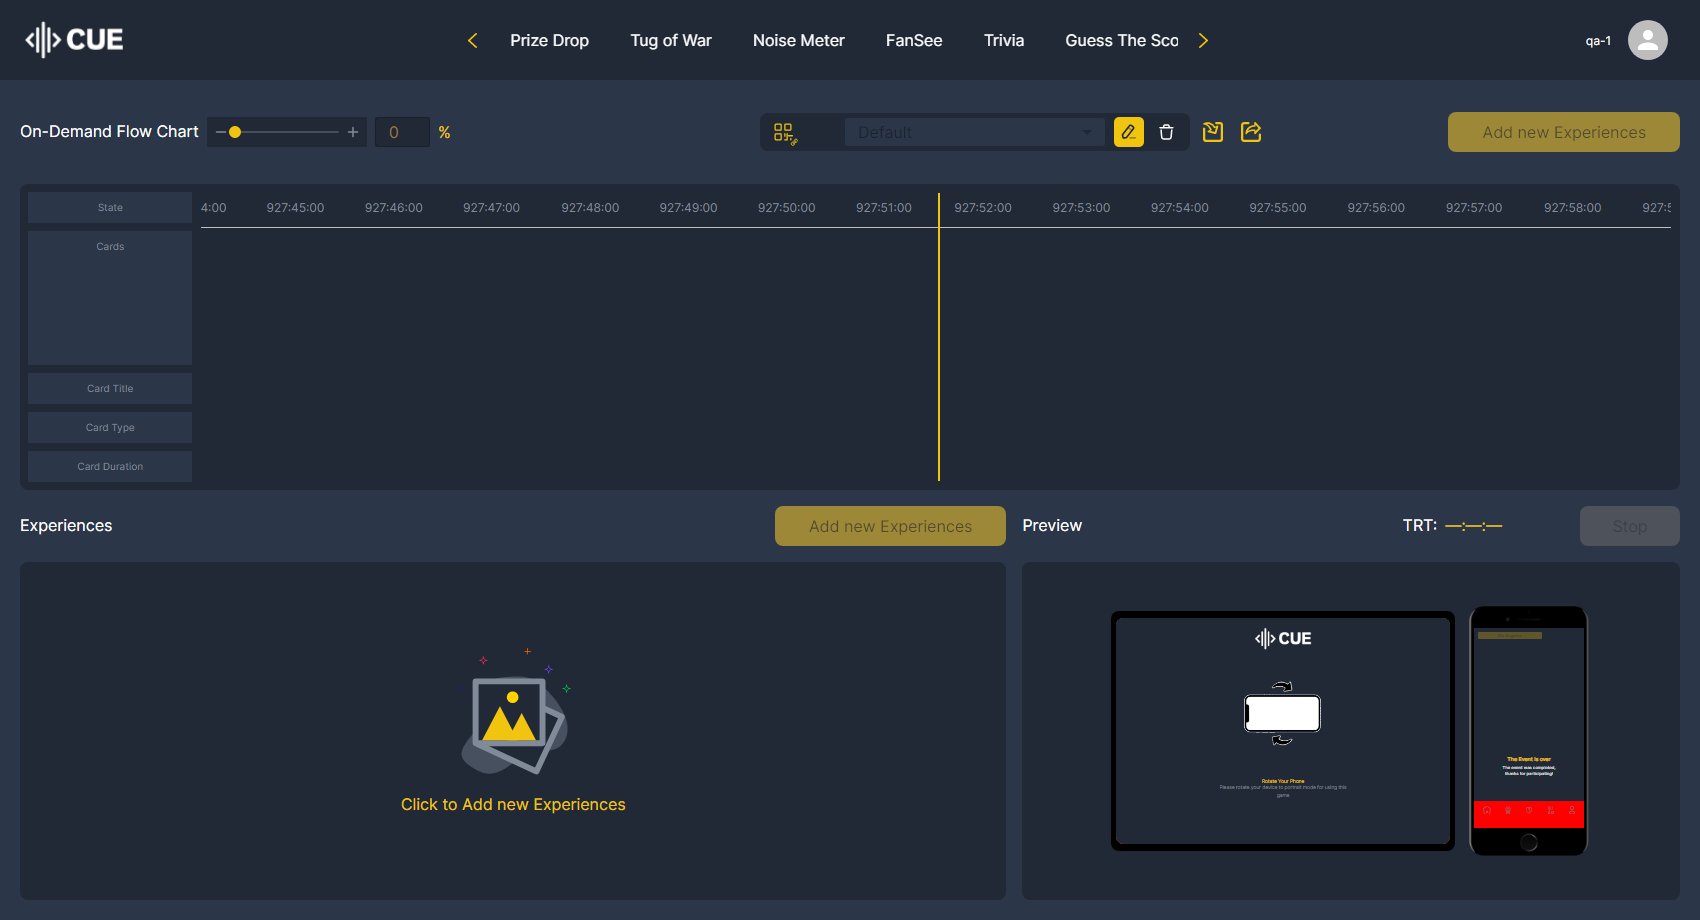 CUE
Prize Drop
Tug of War
Noise Meter
FanSee
Trivia
Guess The Sco
qa-1
On-Demand Flow Chart
0
%
Default
Add new Experiences
State
4:00
927:45:00
927:46:00
927:47:00
927:48:00
927:49:00
927:50:00
927:51:00
927:52:00
927:53:00
927:54:00
927:55:00
927:56:00
927:57:00
927:58:00
927:5
Cards
Card Title
Card Type
Card Duration
Experiences
Add new Experiences
Preview
TRT: —:—:—
Stop
Click to Add new Experiences
CUE
Rotate Your Phone
Please rotate your device to portrait mode for using this
game
The Event is over
The event was completed,
thanks for participating!